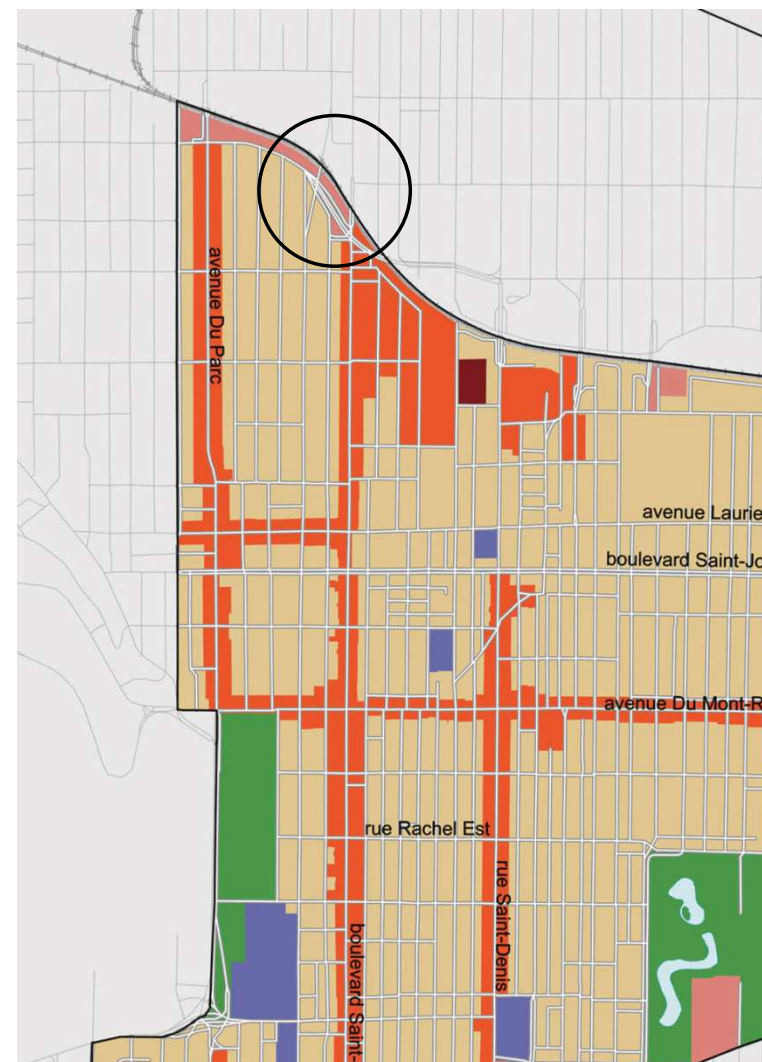 avenue Du Parc
avenue Laurie
boulevard Saint-Jo
avenue Du Mont-R
rue Rachel Est
rue Saint-Denis
boulevard Saint-